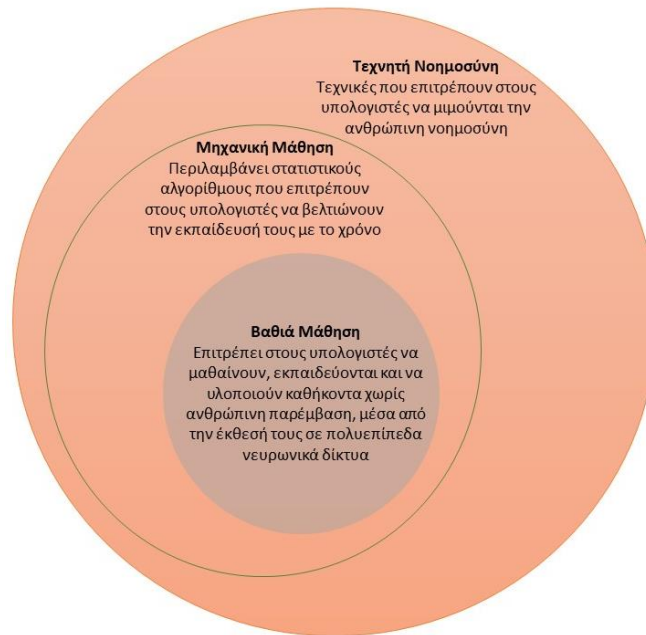 Τεχνητή Νοημοσύνη
Τεχνικές που επιτρέπουν στους
υπολογιστές να μιμούνται την
ανθρώπινη νοημοσύνη
Μηχανική Μάθηση
Περιλαμβάνει στατιστικούς
αλγορίθμους που επιτρέπουν
στους υπολογιστές να βελτιώνουν
την εκπαίδευσή τους με το χρόνο
Βαθιά Μάθηση
Επιτρέπει στους υπολογιστές να
μαθαίνουν, εκπαιδεύονται και να
υλοποιούν καθήκοντα χωρίς
ανθρώπινη παρέμβαση, μέσα από
την έκθεσή τους σε πολυεπίπεδα
νευρωνικά δίκτυα